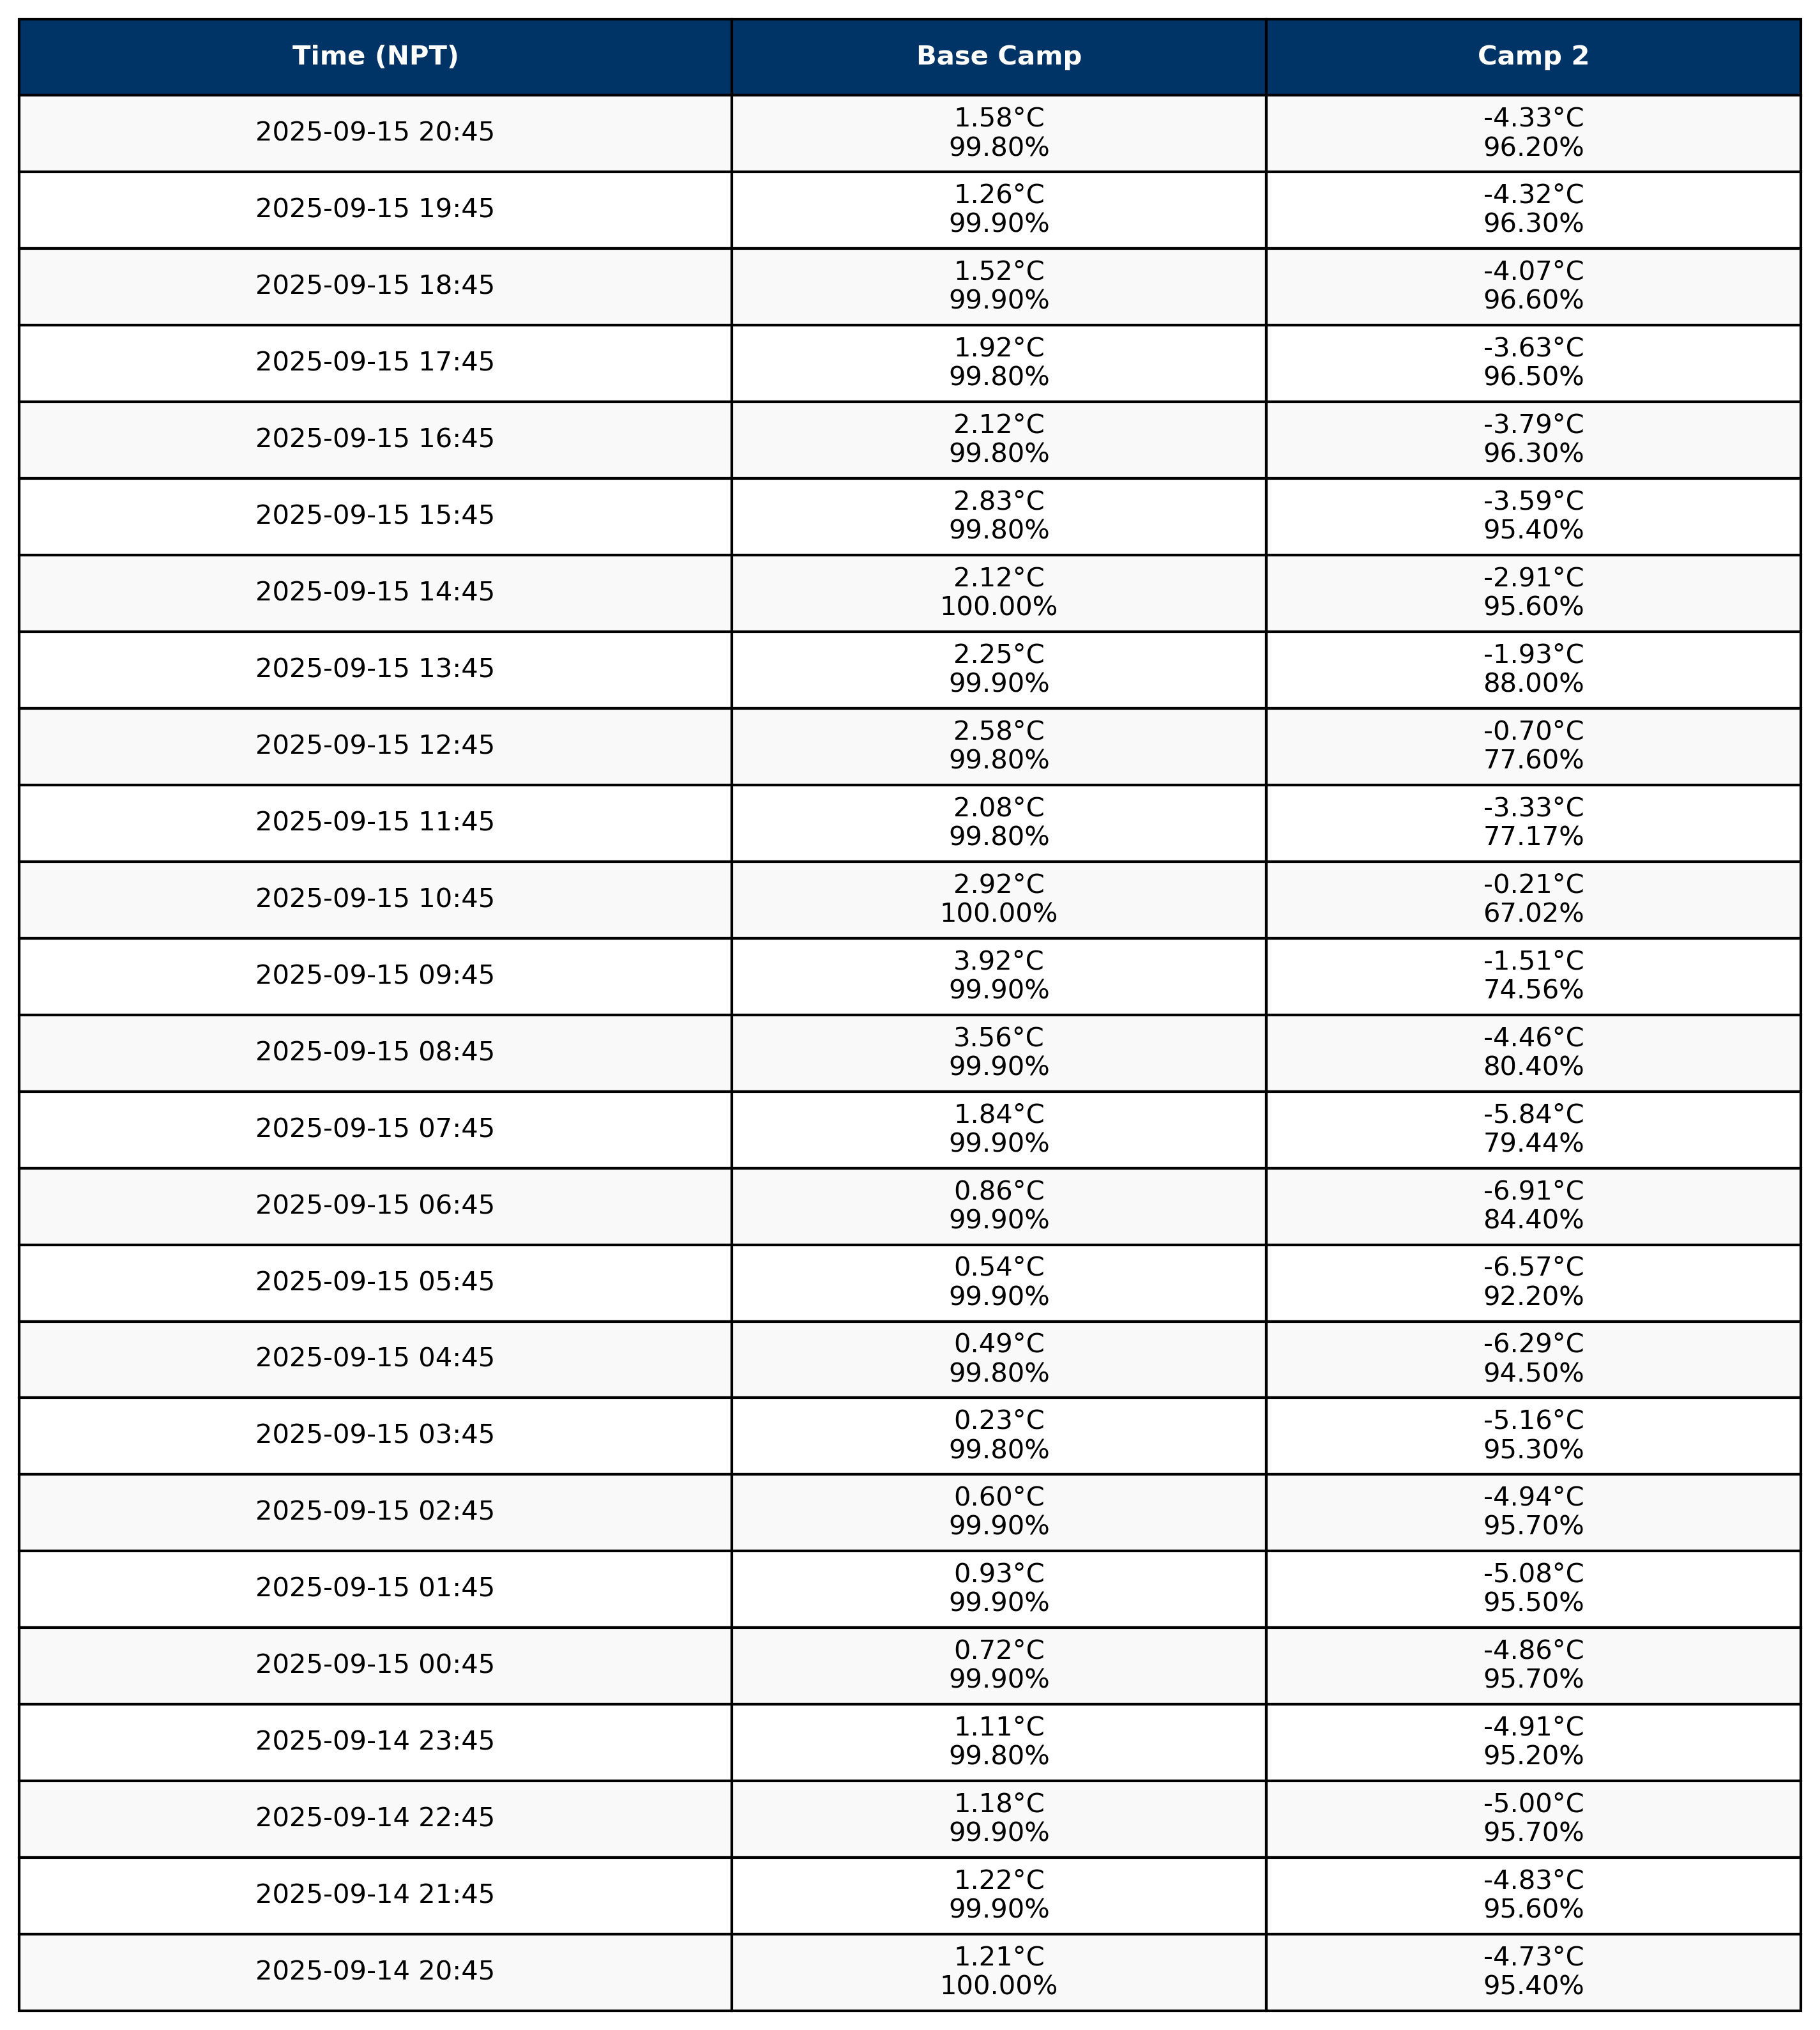 Time (NPT) Base Camp Camp 2
2025-09-15 20:45 1.58°C -4.33°C
99.80% 96.20%
2025-09-15 19:45 1.26°C -4.32°C
99.90% 96.30%
2025-09-15 18:45 1.52°C -4.07°C
99.90% 96.60%
2025-09-15 17:45 1.92°C -3.63°C
99.80% 96.50%
2025-09-15 16:45 2.12°C -3.79°C
99.80% 96.30%
2025-09-15 15:45 2.83°C -3.59°C
99.80% 95.40%
2025-09-15 14:45 2.12°C -2.91°C
100.00% 95.60%
2025-09-15 13:45 2.25°C -1.93°C
99.90% 88.00%
2025-09-15 12:45 2.58°C -0.70°C
99.80% 77.60%
2025-09-15 11:45 2.08°C -3.33°C
99.80% 77.17%
2025-09-15 10:45 2.92°C -0.21°C
100.00% 67.02%
2025-09-15 09:45 3.92°C -1.51°C
99.90% 74.56%
2025-09-15 08:45 3.56°C -4.46°C
99.90% 80.40%
2025-09-15 07:45 1.84°C -5.84°C
99.90% 79.44%
2025-09-15 06:45 0.86°C -6.91°C
99.90% 84.40%
2025-09-15 05:45 0.54°C -6.57°C
99.90% 92.20%
2025-09-15 04:45 0.49°C -6.29°C
99.80% 94.50%
2025-09-15 03:45 0.23°C -5.16°C
99.80% 95.30%
2025-09-15 02:45 0.60°C -4.94°C
99.90% 95.70%
2025-09-15 01:45 0.93°C -5.08°C
99.90% 95.50%
2025-09-15 00:45 0.72°C -4.86°C
99.90% 95.70%
2025-09-14 23:45 1.11°C -4.91°C
99.80% 95.20%
2025-09-14 22:45 1.18°C -5.00°C
99.90% 95.70%
2025-09-14 21:45 1.22°C -4.83°C
99.90% 95.60%
2025-09-14 20:45 1.21°C -4.73°C
100.00% 95.40%